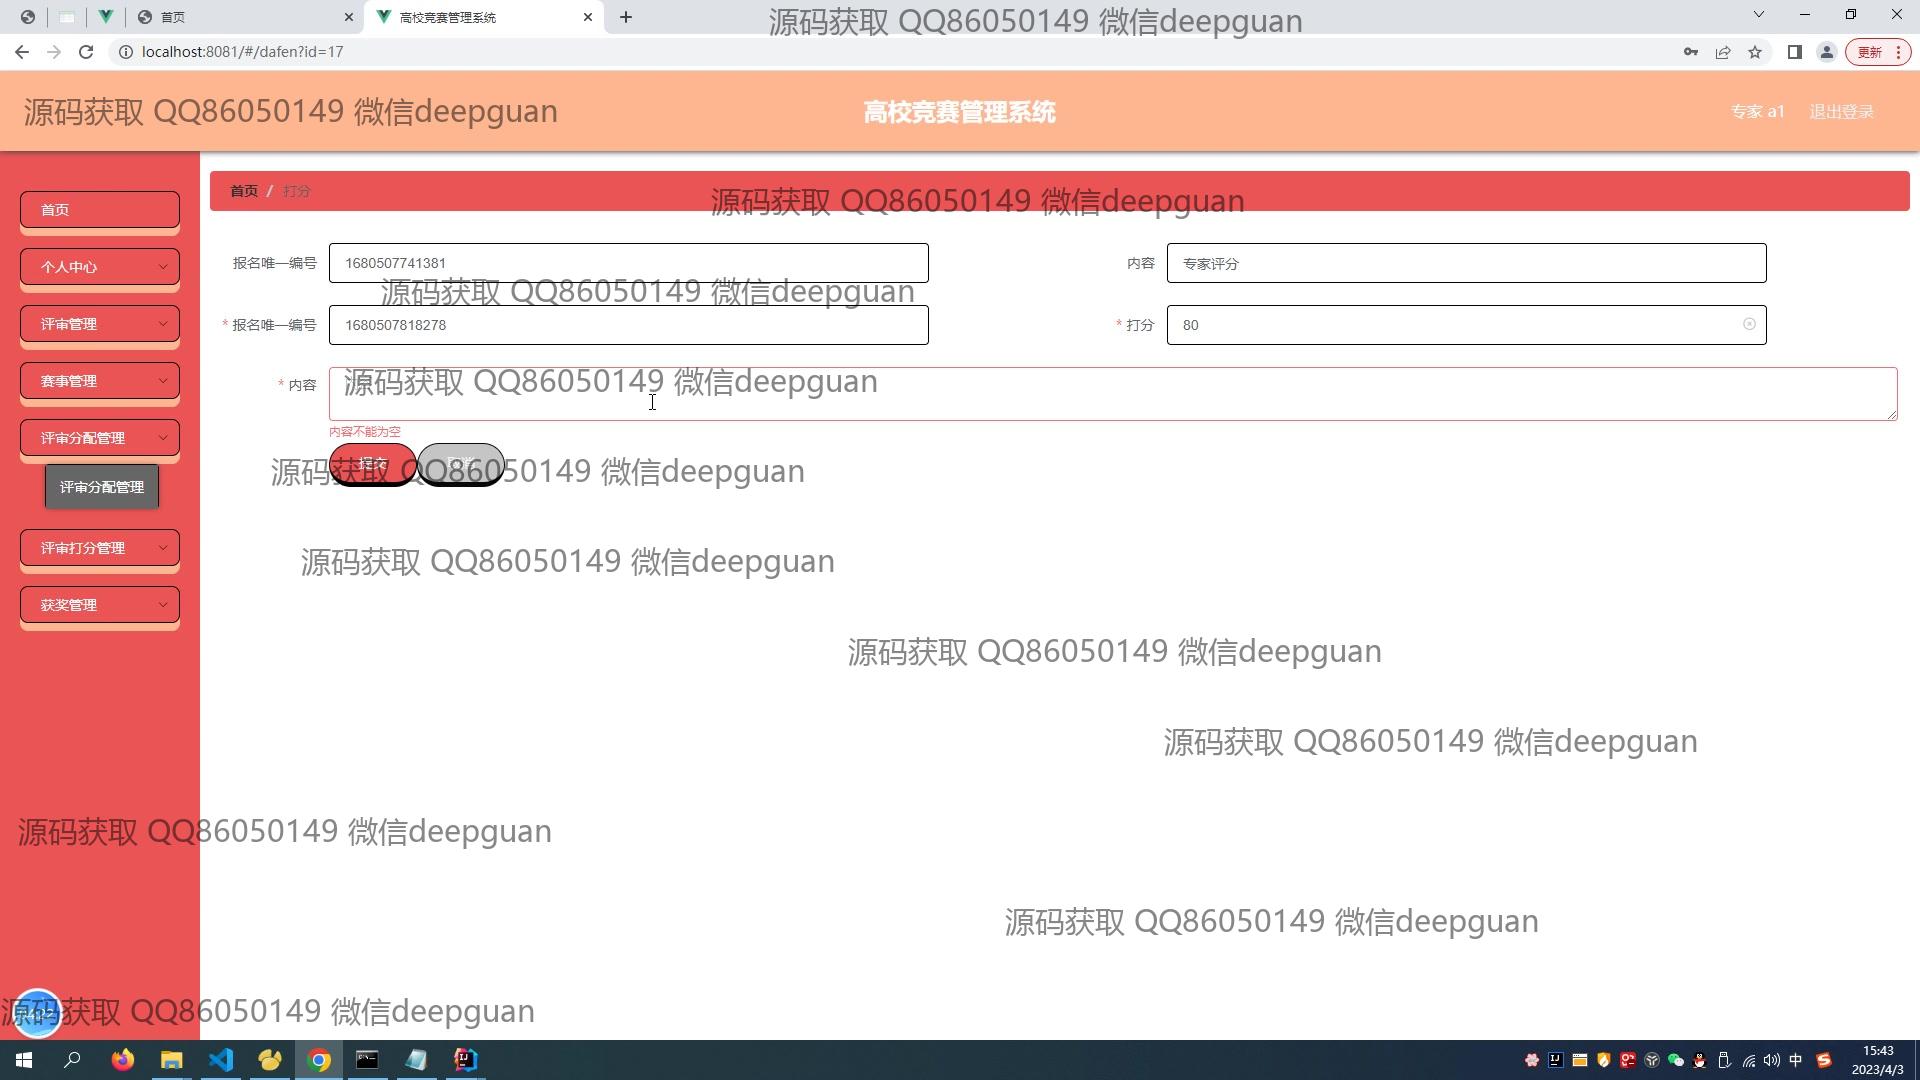 首页
高校竞赛管理系统
源码获取 QQ86050149 微信deepguan
localhost:8081/#/dafen?id=17
更新
源码获取 QQ86050149 微信deepguan
高校竞赛管理系统
专家 a1
退出登录
首页 / 打分
源码获取 QQ86050149 微信deepguan
首页
个人中心
评审管理
赛事管理
评审分配管理
评审分配管理
评审打分管理
获奖管理
报名唯一编号 1680507741381
内容 专家评分
源码获取 QQ86050149 微信deepguan
* 报名唯一编号 1680507818278
* 打分 80
* 内容
源码获取 QQ86050149 微信deepguan
内容不能为空
提交 取消
源码获取 QQ86050149 微信deepguan
源码获取 QQ86050149 微信deepguan
源码获取 QQ86050149 微信deepguan
源码获取 QQ86050149 微信deepguan
源码获取 QQ86050149 微信deepguan
源码获取 QQ86050149 微信deepguan
源码获取 QQ86050149 微信deepguan
中
15:43
2023/4/3